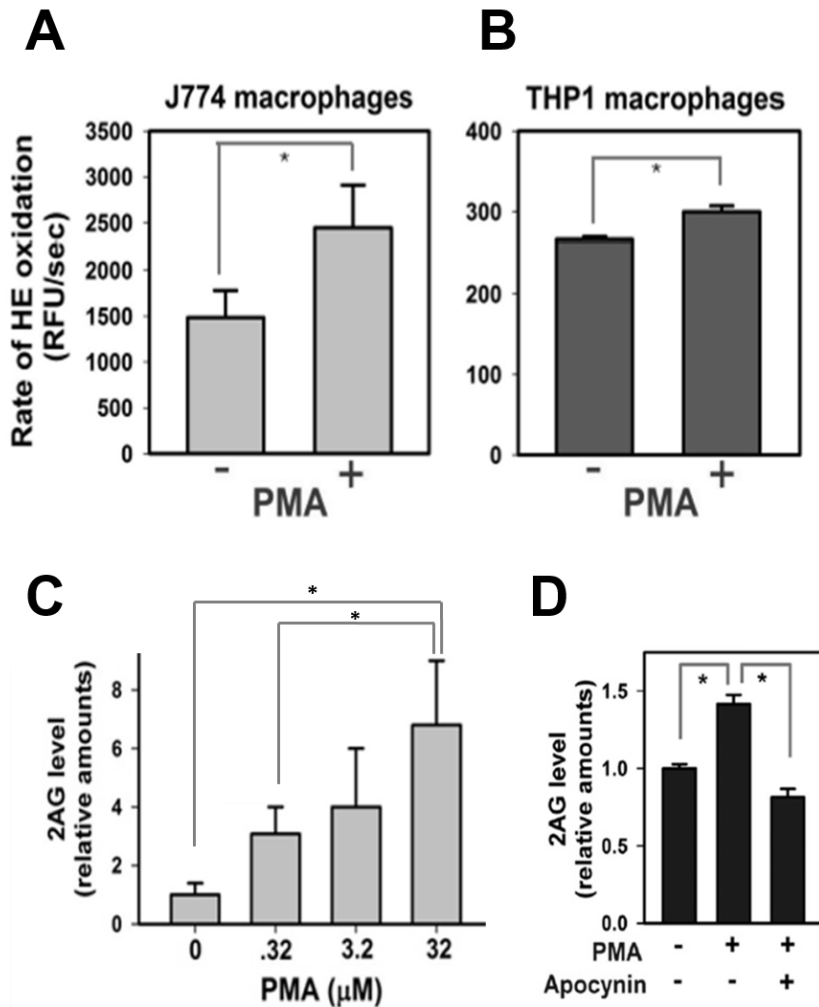 A
J774 macrophages
Rate of HE oxidation
(RFU/sec)
3500
3000
2500
2000
1500
1000
500
0
*
- +
PMA
B
THP1 macrophages
400
300
200
100
0
*
- +
PMA
C
2AG level
(relative amounts)
8
6
4
2
0
*
*
0 .32 3.2 32
PMA (μM)
D
2AG level
(relative amounts)
1.5
1.0
0.5
0.0
* *
PMA - + +
Apocynin - - +